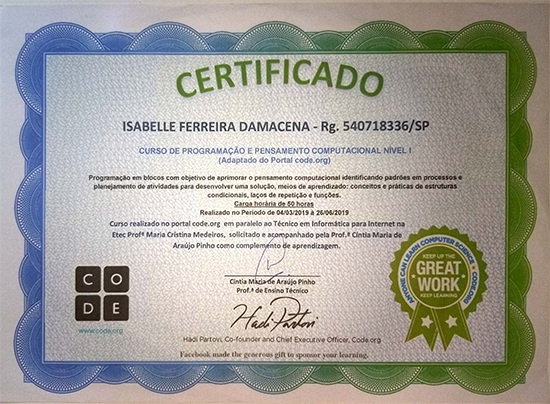 CERTIFICADO
ISABELLE FERREIRA DAMACENA - Rg. 540718336/SP
CURSO DE PROGRAMAÇÃO E PENSAMENTO COMPUTACIONAL NÍVEL I
(Adaptado do Portal code.org)
Programação em blocos com objetivo de aprimorar o pensamento computacional identificando padrões em processos e
planejamento de atividades para desenvolver uma solução, meios de aprendizado: conceitos e práticas de estruturas
condicionais, laços de repetição e funções.
Carga horária de 50 horas
Realizado no Período de 04/03/2019 à 26/06/2019
Curso realizado no portal code.org em paralelo ao Técnico em Informática para Internet na
Etec Profª Maria Cristina Medeiros, solicitado e acompanhado pela Prof.ª Cintia Maria de
Araújo Pinho como complemento de aprendizagem.
Cintia Maria de Araújo Pinho
Prof.ª de Ensino Técnico
Hadi Partovi
Hadi Partovi, Co-founder and Chief Executive Officer, Code.org
Facebook made the generous gift to sponsor your learning.
CO
DE
www.code.org
ANYONE CAN LEARN COMPUTER SCIENCE
CODE.ORG
KEEP UP THE
GREAT
WORK
KEEP LEARNING